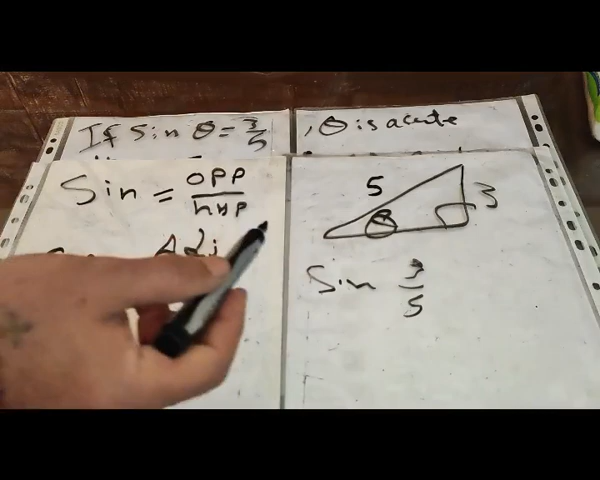 If Sin θ = 3/5 , θ is acute
Sin = OPP/hyp
Adj
5
3
θ
Sin 3/5